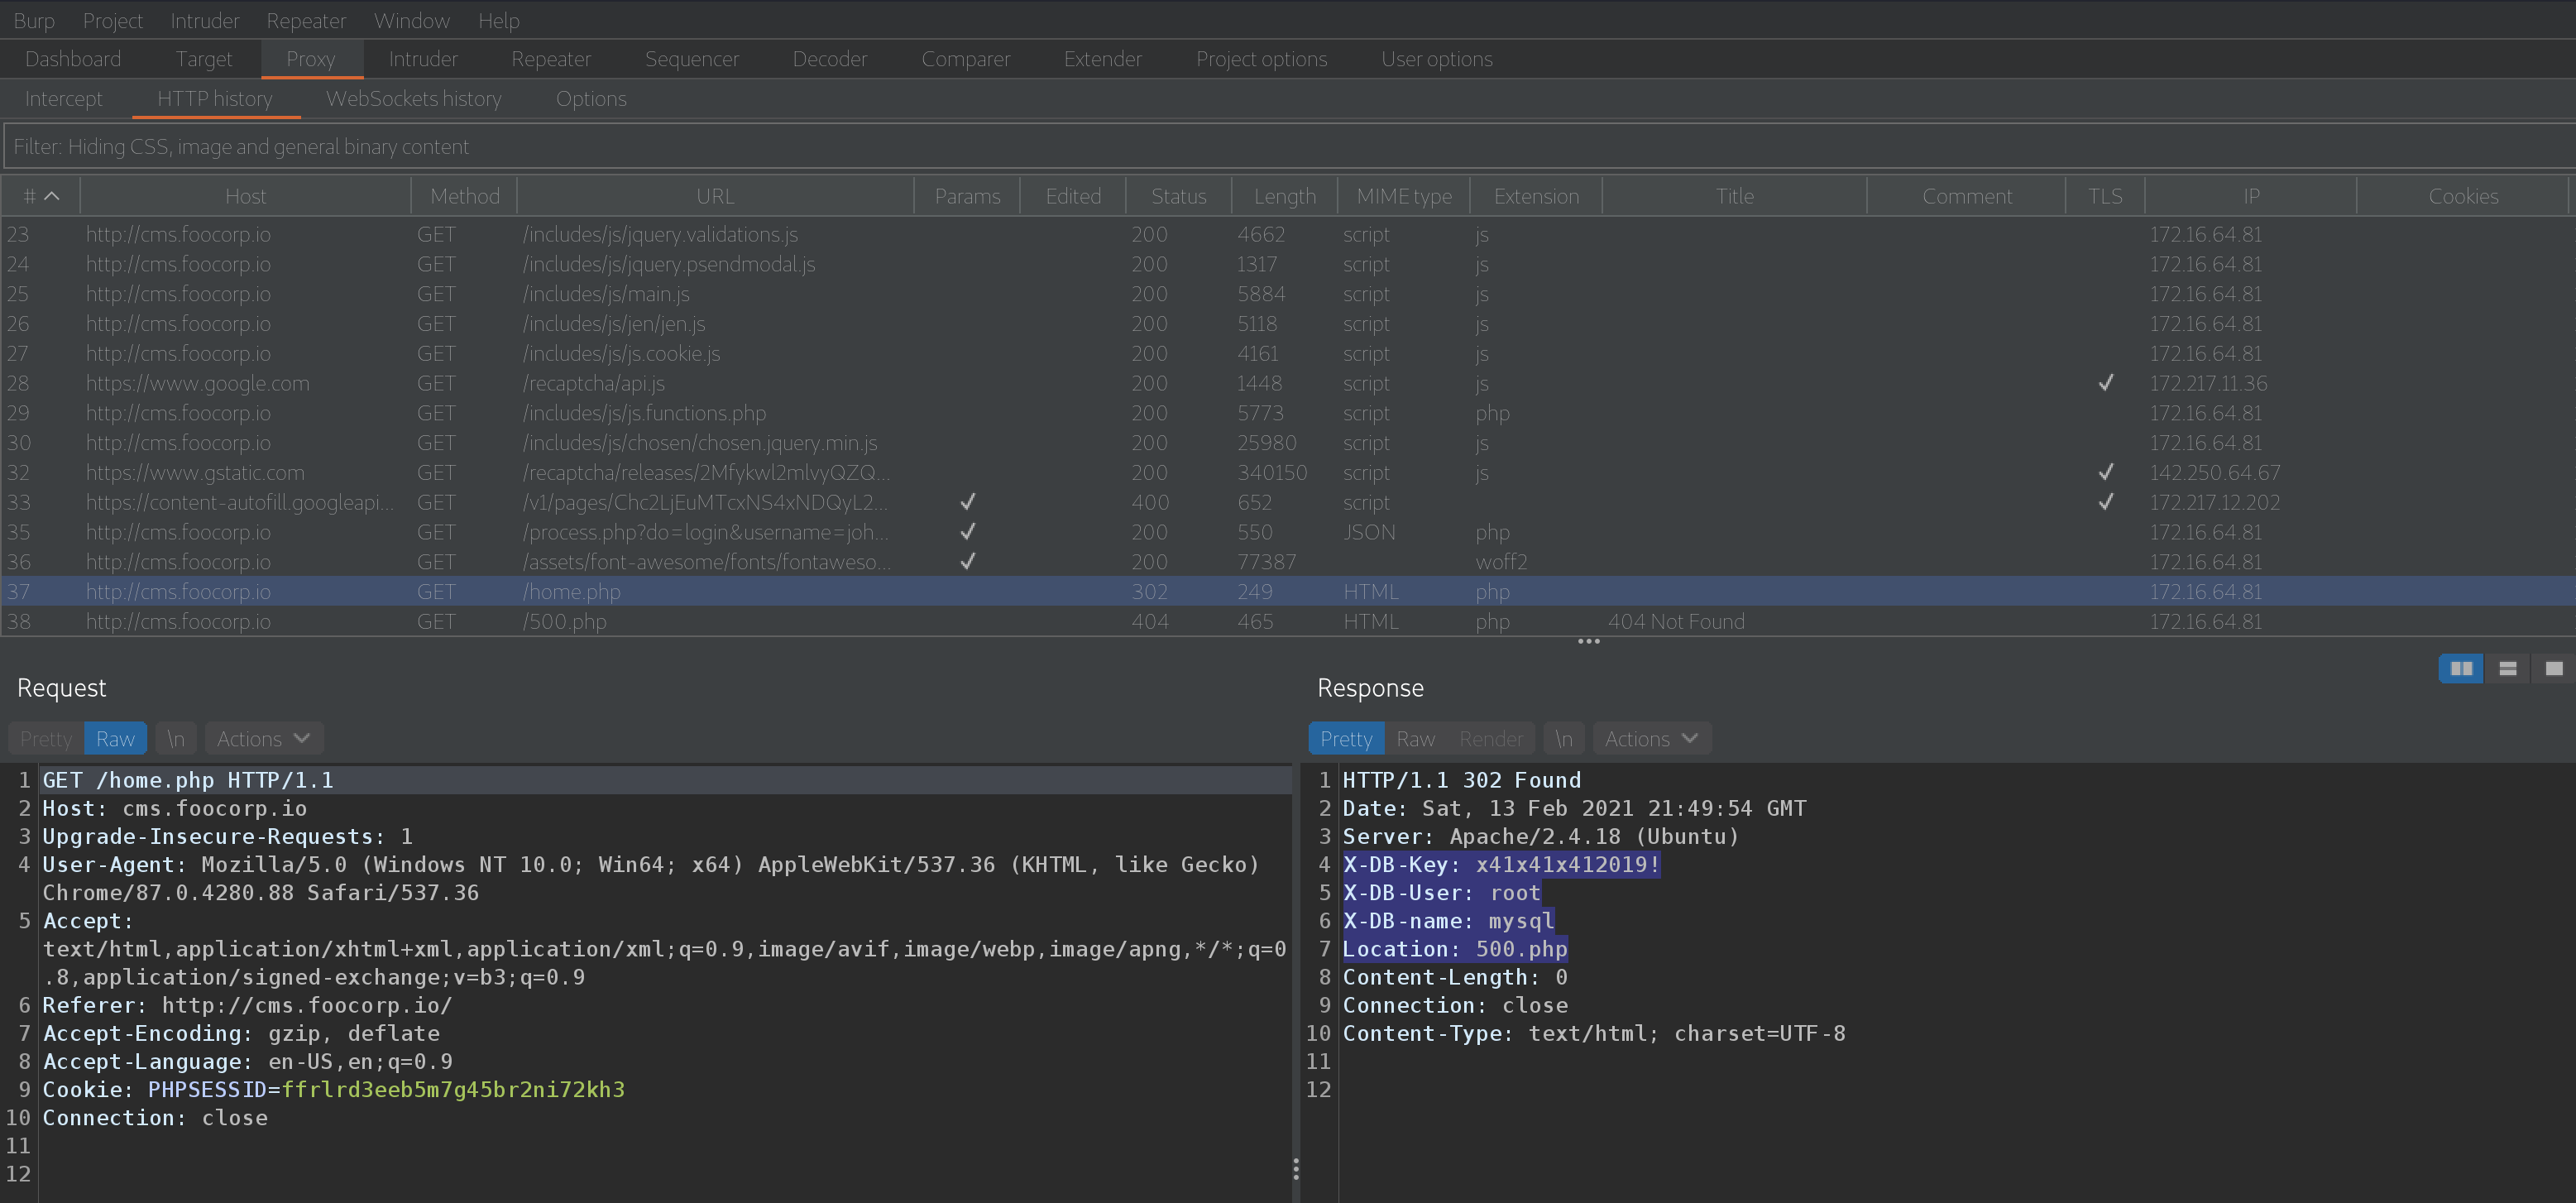 Burp Project Intruder Repeater Window Help
Dashboard Target Proxy Intruder Repeater Sequencer Decoder Comparer Extender Project options User options
Intercept HTTP history WebSockets history Options
Filter: Hiding CSS, image and general binary content
# Host Method URL Params Edited Status Length MIME type Extension Title Comment TLS IP Cookies
23 http://cms.foocorp.io GET /includes/js/jquery.validations.js 200 4662 script js 172.16.64.81
24 http://cms.foocorp.io GET /includes/js/jquery.psendmodal.js 200 1317 script js 172.16.64.81
25 http://cms.foocorp.io GET /includes/js/main.js 200 5884 script js 172.16.64.81
26 http://cms.foocorp.io GET /includes/js/jen/jen.js 200 5118 script js 172.16.64.81
27 http://cms.foocorp.io GET /includes/js/js.cookie.js 200 4161 script js 172.16.64.81
28 https://www.google.com GET /recaptcha/api.js 200 1448 script js ✓ 172.217.11.36
29 http://cms.foocorp.io GET /includes/js/js.functions.php 200 5773 script php 172.16.64.81
30 http://cms.foocorp.io GET /includes/js/chosen/chosen.jquery.min.js 200 25980 script js 172.16.64.81
32 https://www.gstatic.com GET /recaptcha/releases/2Mfykwl2mlvyQZQ... 200 340150 script js ✓ 142.250.64.67
33 https://content-autofill.googleapi... GET /v1/pages/Chc2LjEuMTcxNS4xNDQyL2... ✓ 400 652 script ✓ 172.217.12.202
35 http://cms.foocorp.io GET /process.php?do=login&username=joh... ✓ 200 550 JSON php 172.16.64.81
36 http://cms.foocorp.io GET /assets/font-awesome/fonts/fontaweso... ✓ 200 77387 woff2 172.16.64.81
37 http://cms.foocorp.io GET /home.php 302 249 HTML php 172.16.64.81
38 http://cms.foocorp.io GET /500.php 404 465 HTML php 404 Not Found 172.16.64.81
Request
Pretty Raw \n Actions
1 GET /home.php HTTP/1.1
2 Host: cms.foocorp.io
3 Upgrade-Insecure-Requests: 1
4 User-Agent: Mozilla/5.0 (Windows NT 10.0; Win64; x64) AppleWebKit/537.36 (KHTML, like Gecko)
Chrome/87.0.4280.88 Safari/537.36
5 Accept:
text/html,application/xhtml+xml,application/xml;q=0.9,image/avif,image/webp,image/apng,*/*;q=0
.8,application/signed-exchange;v=b3;q=0.9
6 Referer: http://cms.foocorp.io/
7 Accept-Encoding: gzip, deflate
8 Accept-Language: en-US,en;q=0.9
9 Cookie: PHPSESSID=ffrlrd3eeb5m7g45br2ni72kh3
10 Connection: close
11
12
Response
Pretty Raw Render \n Actions
1 HTTP/1.1 302 Found
2 Date: Sat, 13 Feb 2021 21:49:54 GMT
3 Server: Apache/2.4.18 (Ubuntu)
4 X-DB-Key: x41x41x412019!
5 X-DB-User: root
6 X-DB-name: mysql
7 Location: 500.php
8 Content-Length: 0
9 Connection: close
10 Content-Type: text/html; charset=UTF-8
11
12